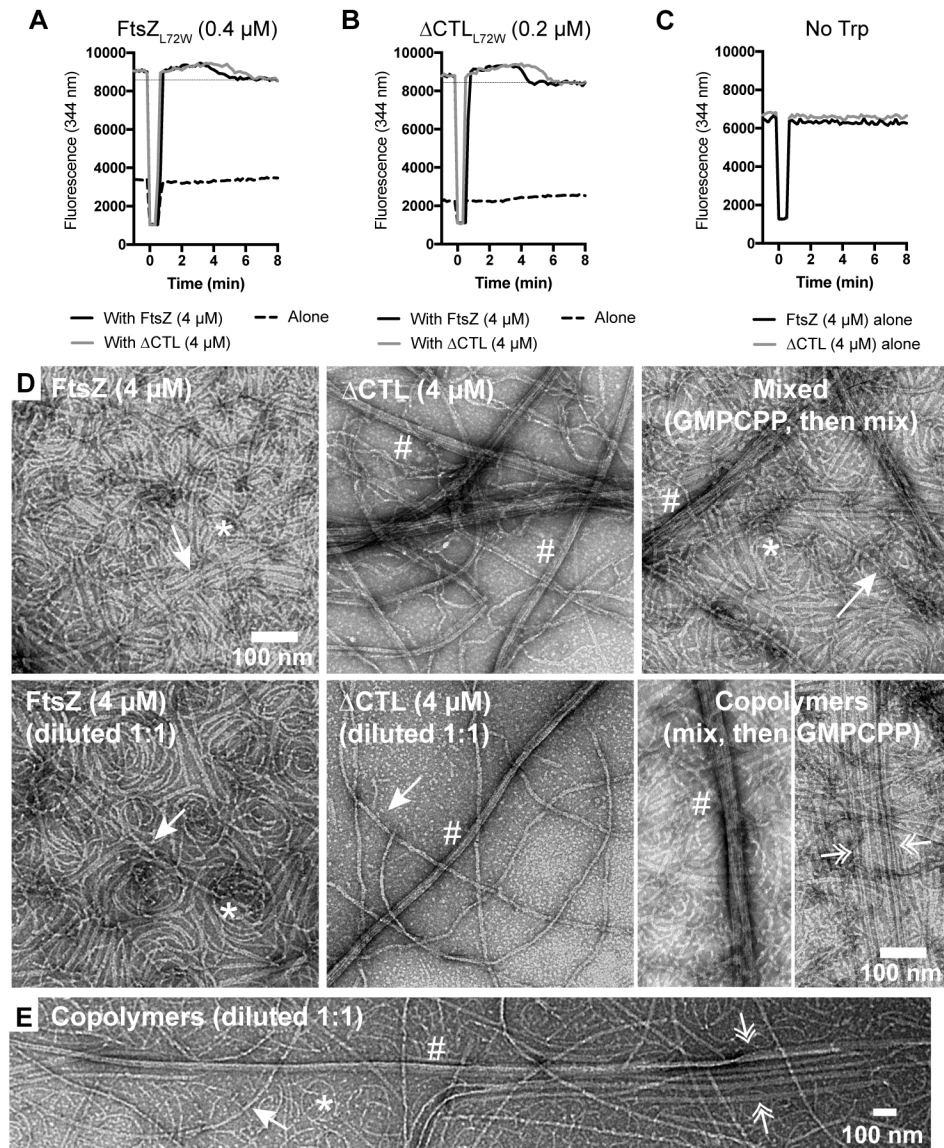 A
FtsZL72W (0.4 µM)
Fluorescence (344 nm)
10000
8000
6000
4000
2000
0
0 2 4 6 8
Time (min)
With FtsZ (4 µM)
Alone
With ΔCTL (4 µM)
B
ΔCTLL72W (0.2 µM)
Fluorescence (344 nm)
10000
8000
6000
4000
2000
0
0 2 4 6 8
Time (min)
With FtsZ (4 µM)
Alone
With ΔCTL (4 µM)
C
No Trp
Fluorescence (344 nm)
10000
8000
6000
4000
2000
0
0 2 4 6 8
Time (min)
FtsZ (4 µM) alone
ΔCTL (4 µM) alone
D
FtsZ (4 µM)
*
100 nm
ΔCTL (4 µM)
#
#
Mixed
(GMPCPP, then mix)
#
*
FtsZ (4 µM)
(diluted 1:1)
*
ΔCTL (4 µM)
(diluted 1:1)
#
Copolymers
(mix, then GMPCPP)
#
100 nm
E
Copolymers (diluted 1:1)
#
*
100 nm